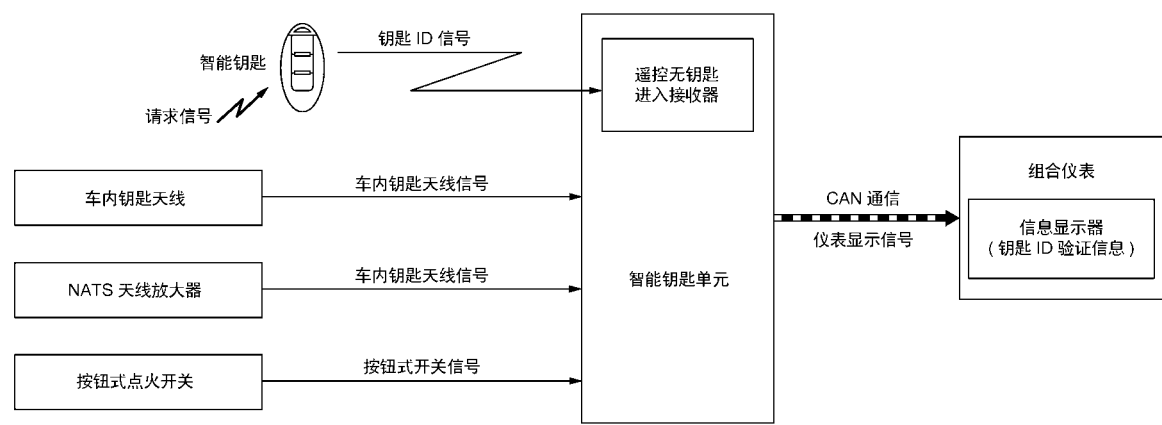 钥匙 ID 信号
智能钥匙
请求信号
遥控无钥匙
进入接收器
车内钥匙天线
车内钥匙天线信号
NATS 天线放大器
车内钥匙天线信号
按钮式点火开关
按钮式开关信号
智能钥匙单元
CAN 通信
仪表显示信号
组合仪表
信息显示器
(钥匙 ID 验证信息)